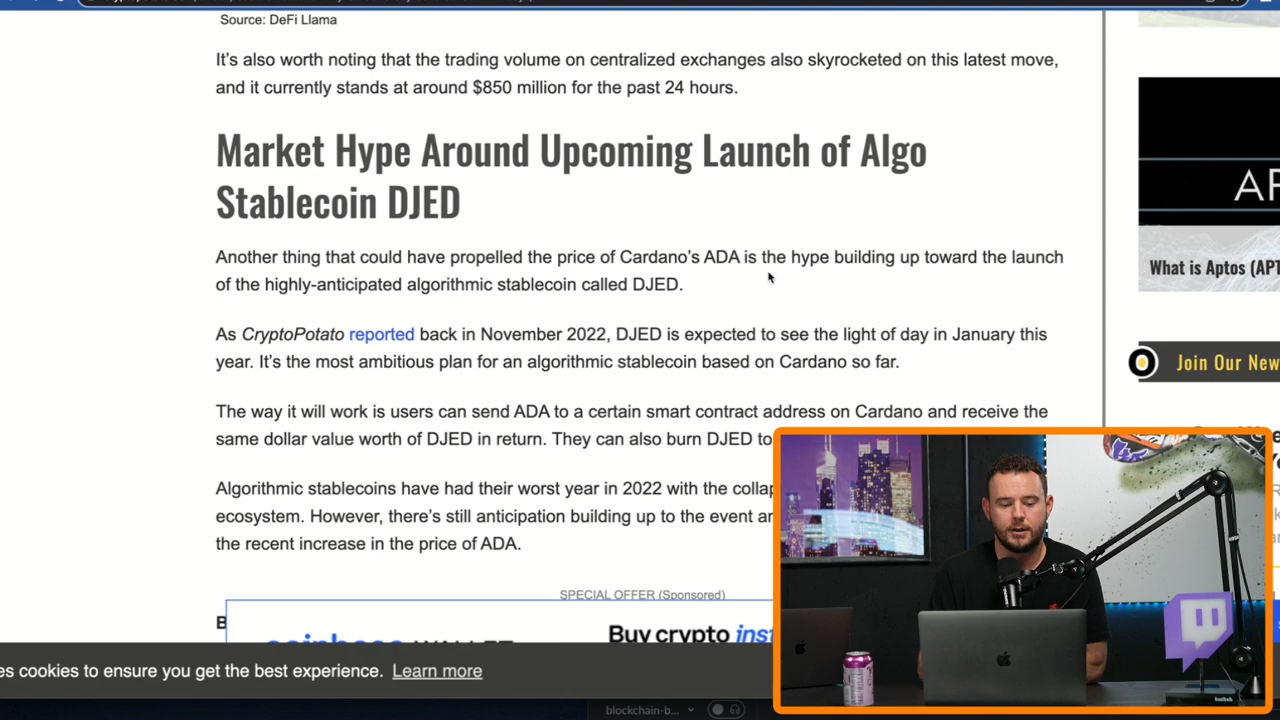 Source: DeFi Llama
It's also worth noting that the trading volume on centralized exchanges also skyrocketed on this latest move,
and it currently stands at around $850 million for the past 24 hours.
Market Hype Around Upcoming Launch of Algo
Stablecoin DJED
Another thing that could have propelled the price of Cardano's ADA is the hype building up toward the launch
of the highly-anticipated algorithmic stablecoin called DJED.
As CryptoPotato reported back in November 2022, DJED is expected to see the light of day in January this
year. It's the most ambitious plan for an algorithmic stablecoin based on Cardano so far.
The way it will work is users can send ADA to a certain smart contract address on Cardano and receive the
same dollar value worth of DJED in return. They can also burn DJED to
Algorithmic stablecoins have had their worst year in 2022 with the
ecosystem. However, there's still anticipation building up to the event
the recent increase in the price of ADA.
SPECIAL OFFER (Sponsored)
Buy crypto
cookies to ensure you get the best experience. Learn more
blockchain-b...
What is Aptos (APT
Join Our New